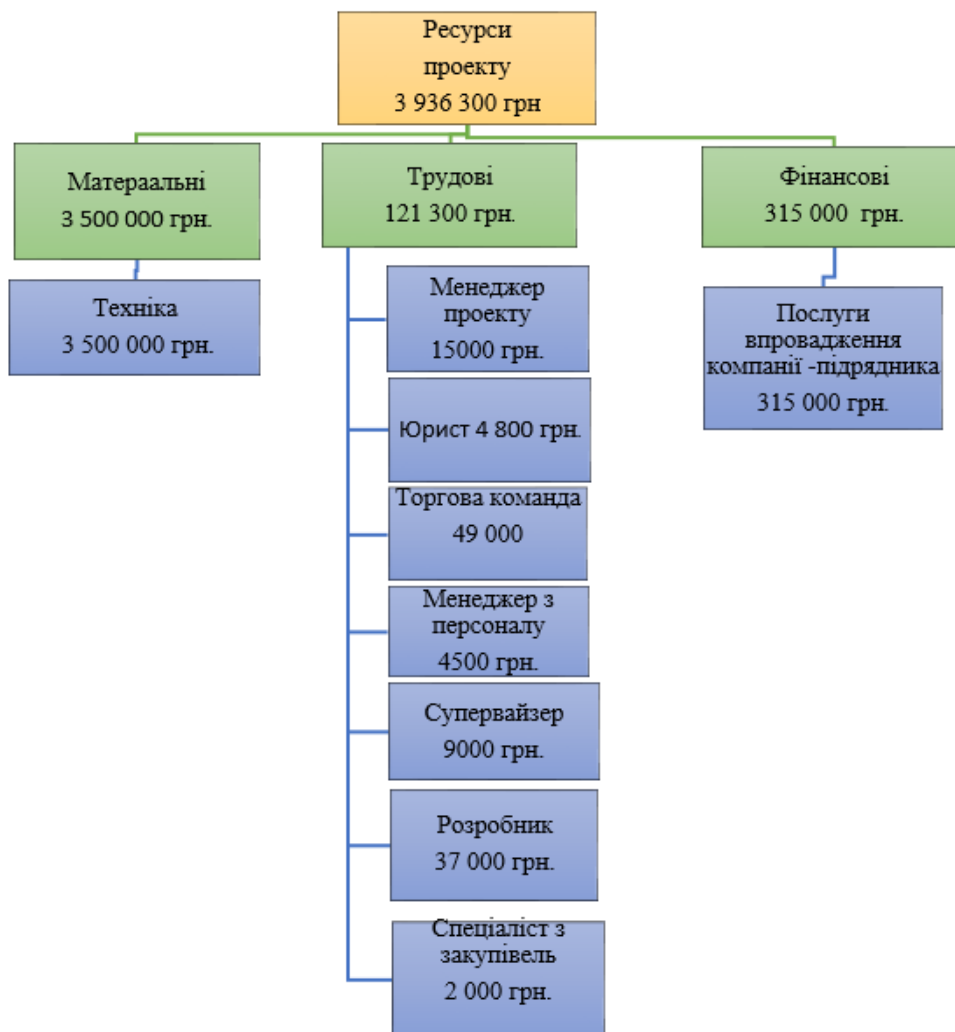 Ресурси
проекту
3 936 300 грн
Матераальні
3 500 000 грн.
Техніка
3 500 000 грн.
Трудові
121 300 грн.
Менеджер
проекту
15000 грн.
Юрист 4 800 грн.
Торгова команда
49 000
Менеджер з
персоналу
4500 грн.
Супервайзер
9000 грн.
Розробник
37 000 грн.
Спеціаліст з
закупівель
2 000 грн.
Фінансові
315 000 грн.
Послуги
впровадження
компанії -підрядника
315 000 грн.